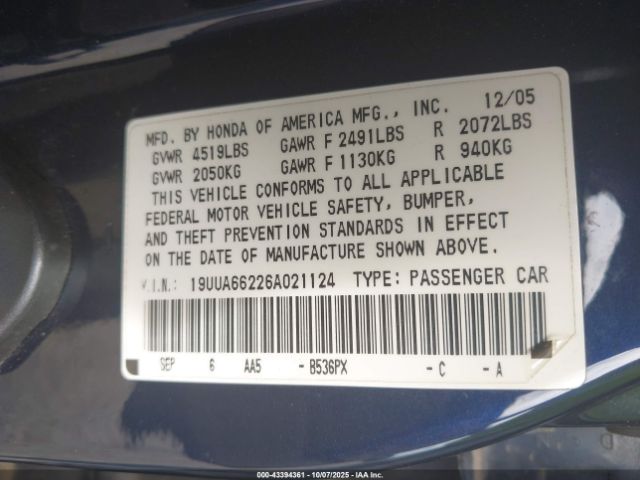 MFD. BY HONDA OF AMERICA MFG., INC. 12/05
GVWR 4519LBS GAWR F 2491LBS R 2072LBS
GVWR 2050KG GAWR F 1130KG R 940KG
THIS VEHICLE CONFORMS TO ALL APPLICABLE
FEDERAL MOTOR VEHICLE SAFETY, BUMPER,
AND THEFT PREVENTION STANDARDS IN EFFECT
ON THE DATE OF MANUFACTURE SHOWN ABOVE.
V.I.N.: 19UUA66226A021124 TYPE: PASSENGER CAR
SEP 6 AA5 -B536PX -C -A
© - 43394361 - 10/07/2025 - IAA Inc.